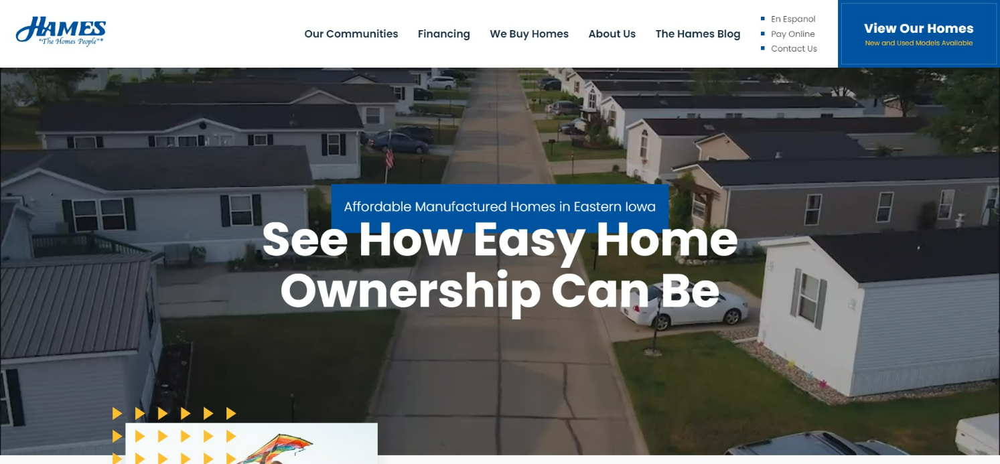 HAMES
"The Homes People"®
Our Communities
Financing
We Buy Homes
About Us
The Hames Blog
En Espanol
Pay Online
Contact Us
View Our Homes
New and Used Models Available
Affordable Manufactured Homes in Eastern Iowa
See How Easy Home
Ownership Can Be